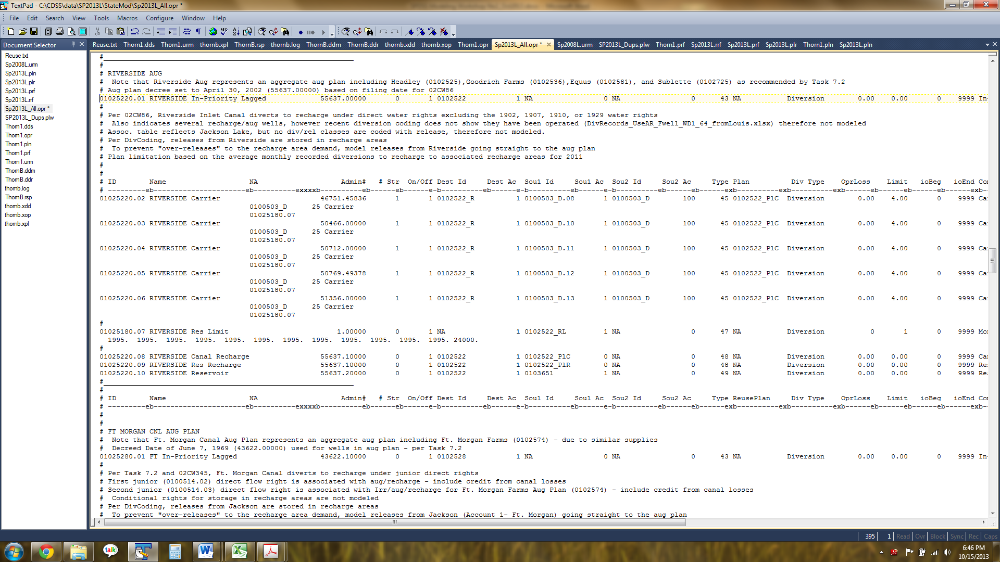 TextPad - C:\CDSS\data\SP2013L\StateMod\Sp2013L_All.opr *
File Edit Search View Tools Macros Configure Window Help
Document Selector
Reuse.txt Thorn1.dds Thorn1.urm thornb.xpl ThornB.rsp thornb.log ThornB.ddm ThornB.ddr thornb.xdd thornb.xop Thorn1.opr Sp2013L_All.opr * Sp2008L.urm SP2013L_Dups.plw Thorn1.prf Sp2013L.rrf Sp2013L.prf Sp2013L.plr Thorn1.pln Sp2013L.pln
Reuse.txt
Sp2008L.urm
Sp2013L.pln
Sp2013L.plr
Sp2013L.prf
Sp2013L.rrf
Sp2013L_All.opr *
SP2013L_Dups.plw
Thorn1.dds
Thorn1.opr
Thorn1.pln
Thorn1.prf
Thorn1.urm
ThornB.ddm
ThornB.ddr
thornb.log
ThornB.rsp
thornb.xdd
thornb.xop
thornb.xpl
#____________________________________________________________
#
# RIVERSIDE AUG
#  Note that Riverside Aug represents an aggregate aug plan including Headley (0102525),Goodrich Farms (0102536),Equus (0102581), and Sublette (0102725) as recommended by Task 7.2
# Aug plan decree set to April 30, 2002 (55637.00000) based on filing date for 02CW86
01025220.01 RIVERSIDE In-Priority Lagged 55637.00000 0 1 0102522 1 NA 0 NA 0 43 NA Diversion 0.00 0.00 0 9999 In-
#
# Per 02CW86, Riverside Inlet Canal diverts to recharge under direct water rights excluding the 1902, 1907, 1910, or 1929 water rights
#  Also indicates several recharge/aug wells, however recent diversion coding does not show they have been operated (DivRecords_UseAR_Fwell_WD1_64_fromLouis.xlsx) therefore not modeled
# Assoc. table reflects Jackson Lake, but no div/rel classes are coded with release, therefore not modeled.
# Per DivCoding, releases from Riverside are stored in recharge areas
#  To prevent "over-releases" to the recharge area demand, model releases from Riverside going straight to the aug plan
# Plan limitation based on the average monthly recorded diversions to recharge to associated recharge areas for 2011
#
#
# ID Name NA Admin# # Str On/Off Dest Id Dest Ac Sou1 Id Sou1 Ac Sou2 Id Sou2 Ac Type Plan Div Type OprLoss Limit ioBeg ioEnd Co
# ---------eb----------------------eb----------exxxxb----------eb------eb------e-b----------eb------e-b----------eb------e-b----------eb------eb--------exb----------exb---------exb------eb------eb------eb------exb-
01025220.02 RIVERSIDE Carrier 46751.45836 1 1 0102522_R 1 0100503_D.08 1 0100503_D 100 45 0102522_PlC Diversion 0.00 4.00 0 9999 Ca
0100503_D 25 Carrier
01025180.07
01025220.03 RIVERSIDE Carrier 50466.00000 1 1 0102522_R 1 0100503_D.10 1 0100503_D 100 45 0102522_PlC Diversion 0.00 4.00 0 9999 Ca
0100503_D 25 Carrier
01025180.07
01025220.04 RIVERSIDE Carrier 50712.00000 1 1 0102522_R 1 0100503_D.11 1 0100503_D 100 45 0102522_PlC Diversion 0.00 4.00 0 9999 Ca
0100503_D 25 Carrier
01025180.07
01025220.05 RIVERSIDE Carrier 50769.49378 1 1 0102522_R 1 0100503_D.12 1 0100503_D 100 45 0102522_PlC Diversion 0.00 4.00 0 9999 Ca
0100503_D 25 Carrier
01025180.07
01025220.06 RIVERSIDE Carrier 51356.00000 1 1 0102522_R 1 0100503_D.13 1 0100503_D 100 45 0102522_PlC Diversion 0.00 4.00 0 9999 Ca
0100503_D 25 Carrier
01025180.07
#
01025180.07 RIVERSIDE Res Limit 1.00000 0 1 NA 1 0102522_RL 1 NA 0 47 NA Diversion 0 1 0 9999 Mo
1995. 1995. 1995. 1995. 1995. 1995. 1995. 1995. 1995. 1995. 1995. 1995. 24000.
#
01025220.08 RIVERSIDE Canal Recharge 55637.10000 0 1 0102522 1 0102522_PlC 0 NA 0 48 NA Diversion 0.00 0.00 0 9999 Ca
01025220.09 RIVERSIDE Res Recharge 55637.10000 0 1 0102522 1 0102522_PlR 0 NA 0 48 NA Diversion 0.00 0.00 0 9999 Re
01025220.10 RIVERSIDE Reservoir 55637.20000 0 1 0102522 1 0103651 1 NA 0 49 NA Diversion 0.00 0.00 0 9999 Re
#____________________________________________________________
#
# ID Name NA Admin# # Str On/Off Dest Id Dest Ac Sou1 Id Sou1 Ac Sou2 Id Sou2 Ac Type ReusePlan Div Type OprLoss Limit ioBeg ioEnd Co
# ---------eb----------------------eb----------exxxxb----------eb------eb------e-b----------eb------e-b----------eb------e-b----------eb------eb--------exb----------exb---------exb------eb------eb------eb------exb-
#
#
# FT MORGAN CNL AUG PLAN
#  Note that Ft. Morgan Canal Aug Plan represents an aggregate aug plan including Ft. Morgan Farms (0102574) - due to similar supplies
#  Decreed Date of June 7, 1969 (43622.00000) used for wells in aug plan - per Task 7.2
01025280.01 FT In-Priority Lagged 43622.10000 0 1 0102528 1 NA 0 NA 0 43 NA Diversion 0.00 0.00 0 9999 In-
#
# Per Task 7.2 and 02CW345, Ft. Morgan Canal diverts to recharge under junior direct rights
# First junior (0100514.02) direct flow right is associated with aug/recharge - include credit from canal losses
# Second junior (0100514.03) direct flow right is associated with Irr/aug/recharge for Ft. Morgan Farms Aug Plan (0102574) - include credit from canal losses
#  Conditional rights for storage in recharge areas are not modeled
# Per DivCoding, releases from Jackson are stored in recharge areas
#  To prevent "over-releases" to the recharge area demand, model releases from Jackson (Account 1- Ft. Morgan) going straight to the aug plan
395 1 Read Ovr Block Sync Rec Caps
talk
6:46 PM
10/15/2013